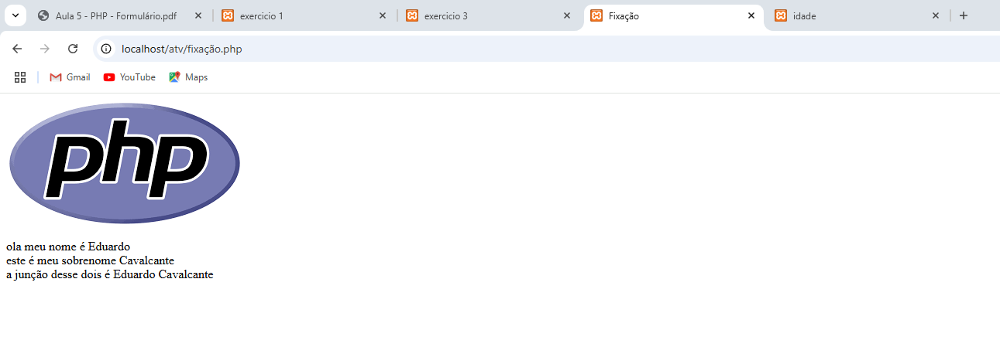 Aula 5 - PHP - Formulário.pdf
exercicio 1
exercicio 3
Fixação
idade
localhost/atv/fixação.php
Gmail
YouTube
Maps
php
ola meu nome é Eduardo
este é meu sobrenome Cavalcante
a junção desse dois é Eduardo Cavalcante